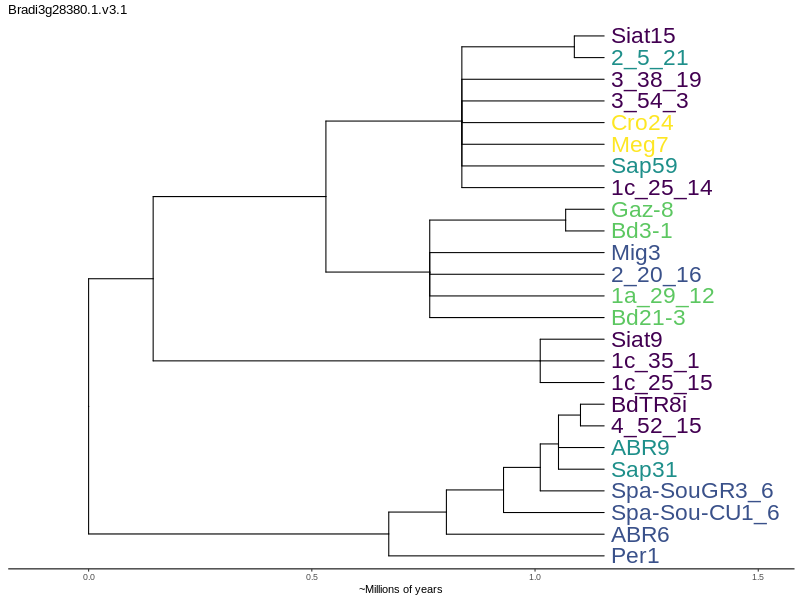 Bradi3g28380.1.v3.1
Siat15
2_5_21
3_38_19
3_54_3
Cro24
Meg7
Sap59
1c_25_14
Gaz-8
Bd3-1
Mig3
2_20_16
1a_29_12
Bd21-3
Siat9
1c_35_1
1c_25_15
BdTR8i
4_52_15
ABR9
Sap31
Spa-SouGR3_6
Spa-Sou-CU1_6
ABR6
Per1
0.0 0.5 1.0 1.5
~Millions of years